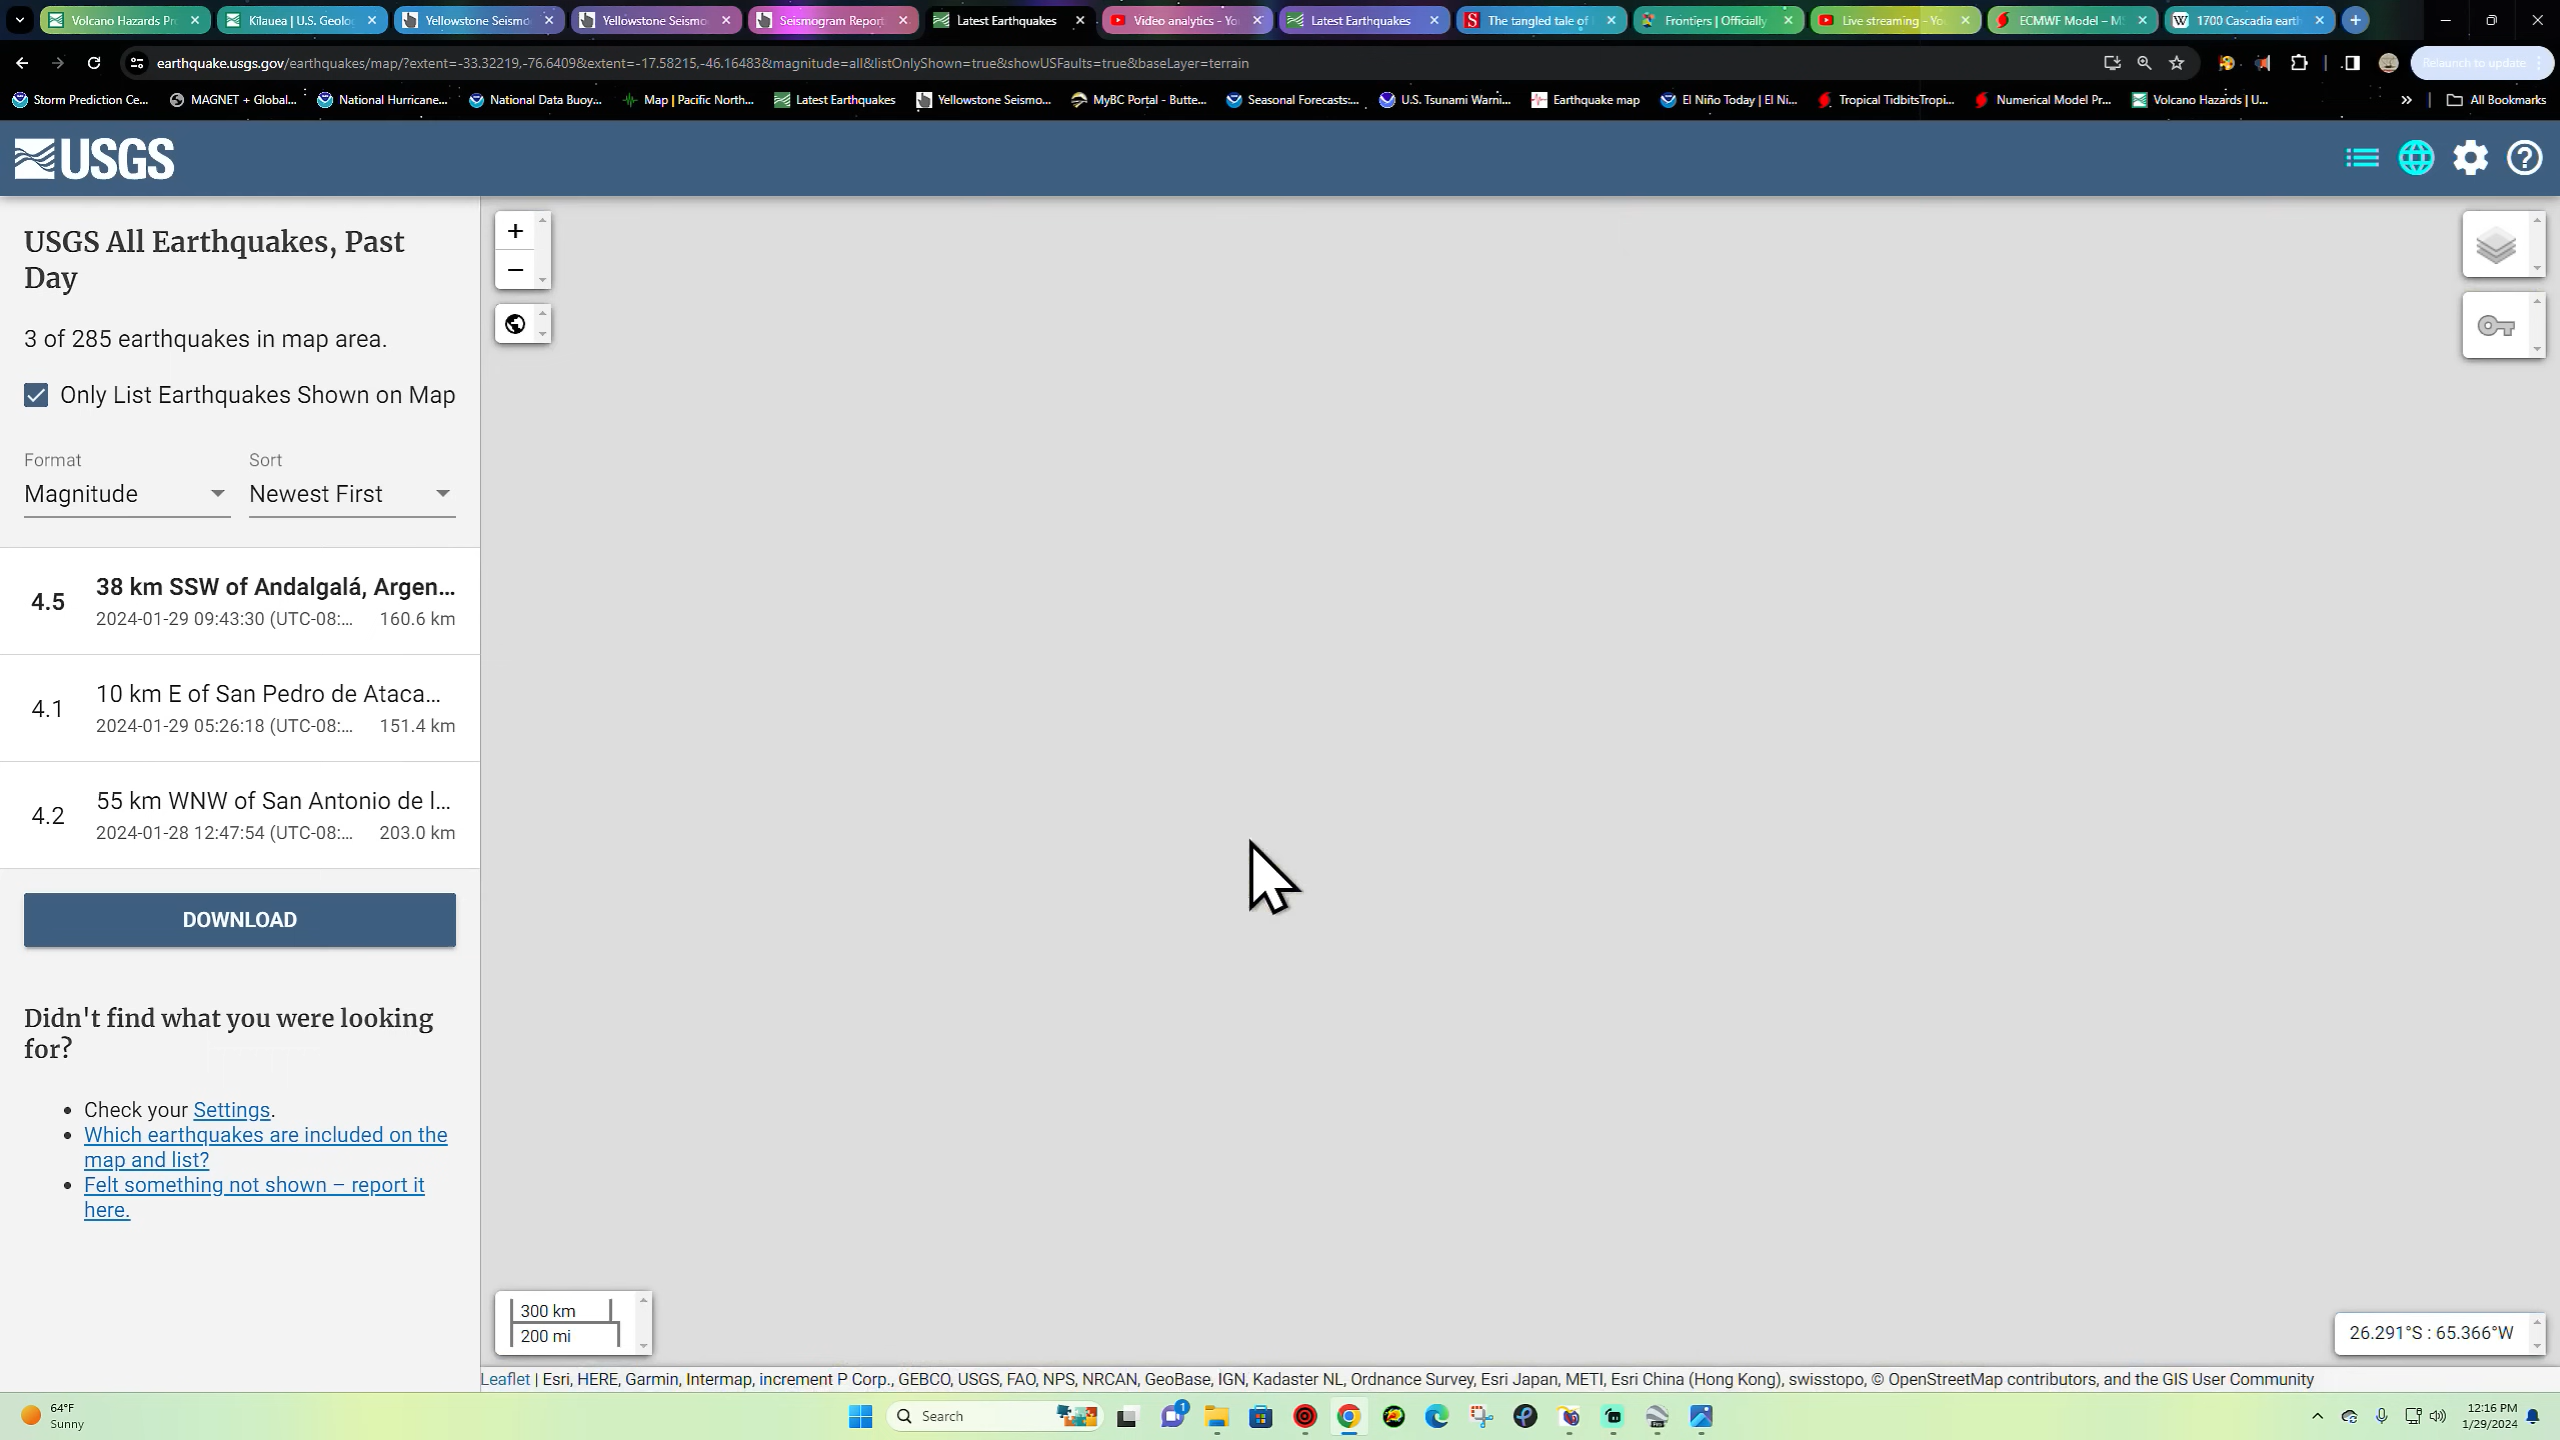 Volcano Hazards Pr
Kilauea | U.S. Geolo
Yellowstone Seismo
Yellowstone Seismo
Seismogram Report
Latest Earthquakes
Video analytics - Yo
Latest Earthquakes
The tangled tale of
Frontiers | Officially
Live streaming - Yo
ECMWF Model – M
1700 Cascadia earth
earthquake.usgs.gov/earthquakes/map/?extent=-33.32219,-76.6409&extent=-17.58215,-46.16483&magnitude=all&listOnlyShown=true&showUSFaults=true&baseLayer=terrain
Relaunch to update
Storm Prediction Ce...
MAGNET + Global...
National Hurricane...
National Data Buoy...
Map | Pacific North...
Latest Earthquakes
Yellowstone Seismo...
MyBC Portal - Butte...
Seasonal Forecasts:...
U.S. Tsunami Warni...
Earthquake map
El Niño Today | El Ni...
Tropical TidbitsTropi...
Numerical Model Pr...
Volcano Hazards | U...
All Bookmarks
USGS
USGS All Earthquakes, Past
Day
3 of 285 earthquakes in map area.
Only List Earthquakes Shown on Map
Format
Sort
Magnitude
Newest First
4.5
38 km SSW of Andalgalá, Argen...
2024-01-29 09:43:30 (UTC-08:...
160.6 km
4.1
10 km E of San Pedro de Ataca...
2024-01-29 05:26:18 (UTC-08:...
151.4 km
4.2
55 km WNW of San Antonio de l...
2024-01-28 12:47:54 (UTC-08:...
203.0 km
DOWNLOAD
Didn't find what you were looking
for?
Check your Settings.
Which earthquakes are included on the
map and list?
Felt something not shown – report it
here.
+
−
300 km
200 mi
26.291°S : 65.366°W
Leaflet | Esri, HERE, Garmin, Intermap, increment P Corp., GEBCO, USGS, FAO, NPS, NRCAN, GeoBase, IGN, Kadaster NL, Ordnance Survey, Esri Japan, METI, Esri China (Hong Kong), swisstopo, © OpenStreetMap contributors, and the GIS User Community
64°F
Sunny
Search
1
12:16 PM
1/29/2024